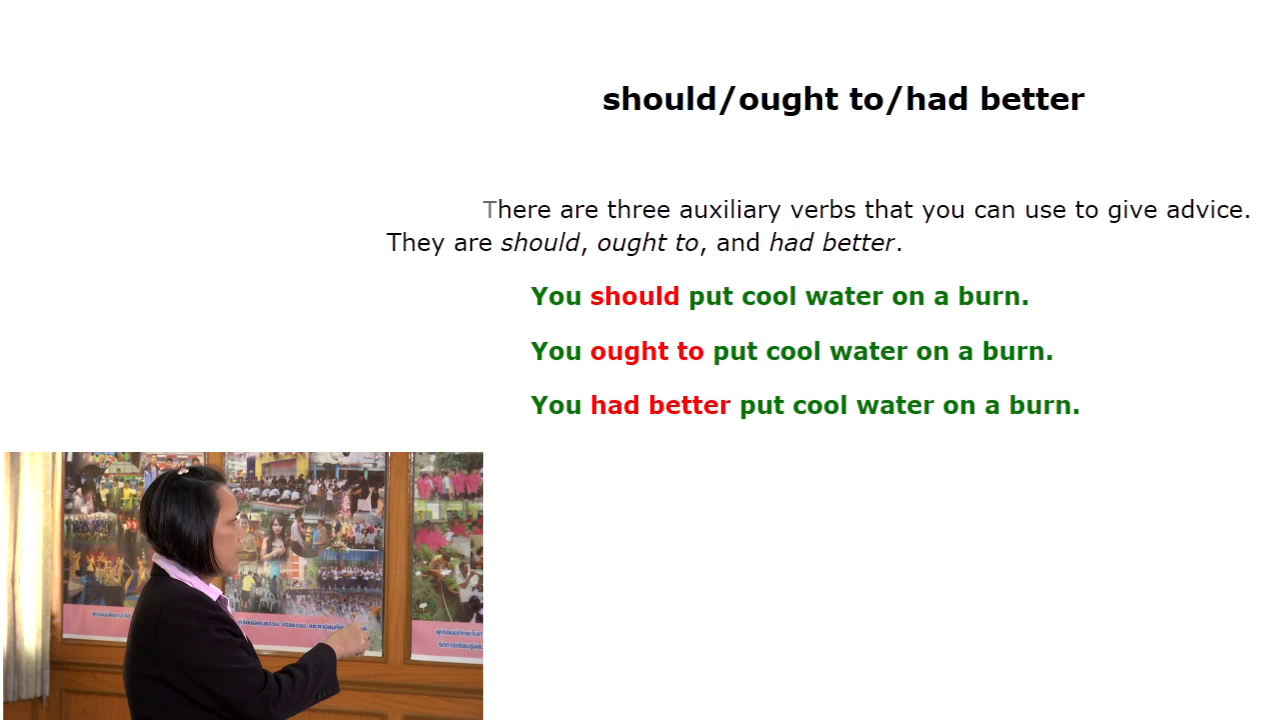 should/ought to/had better
There are three auxiliary verbs that you can use to give advice.
They are should, ought to, and had better.
You should put cool water on a burn.
You ought to put cool water on a burn.
You had better put cool water on a burn.